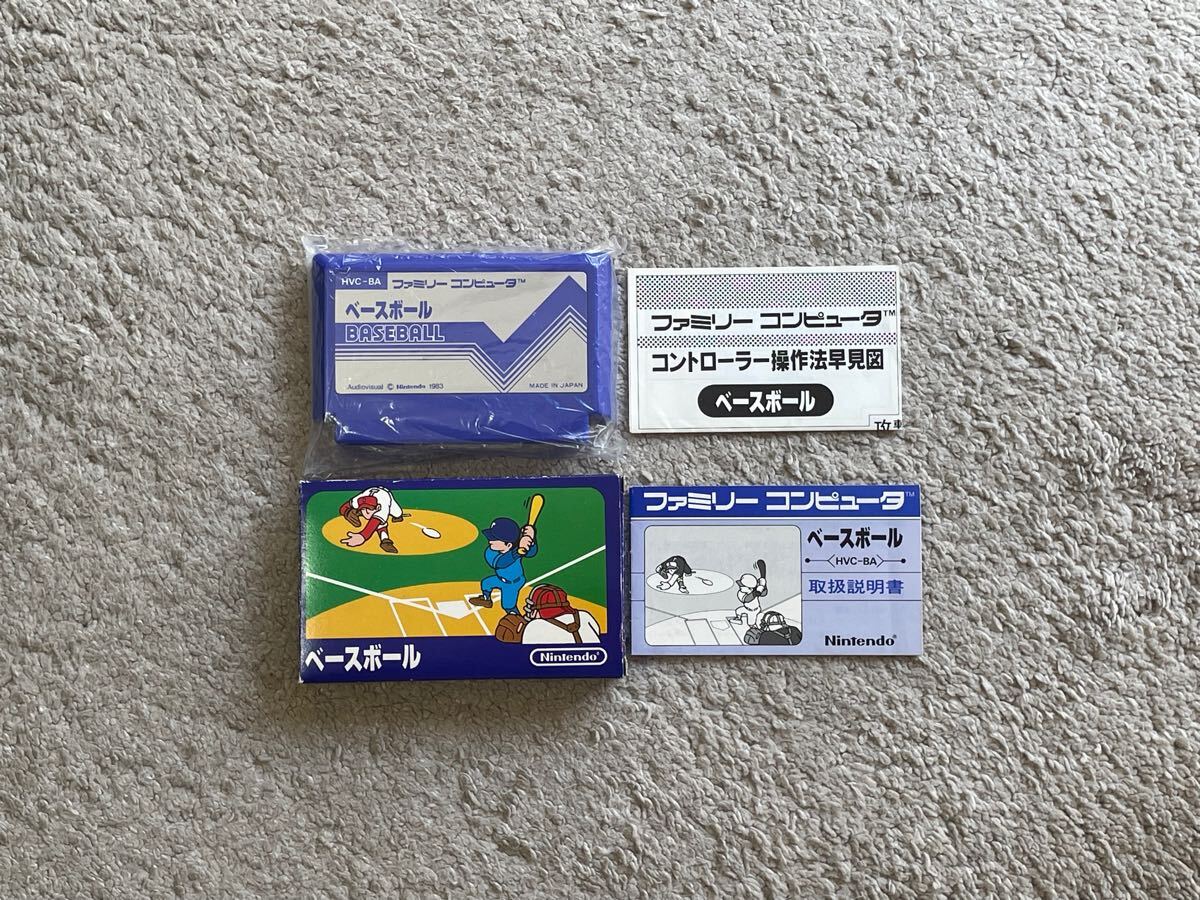 HVC-BA ファミリー コンピュータ™
ベースボール
BASEBALL
Audiovisual © Nintendo 1983 MADE IN JAPAN
ファミリー コンピュータ™
コントローラー操作法早見図
ベースボール
攻
ベースボール
Nintendo®
ファミリー コンピュータ™
ベースボール
HVC-BA
取扱説明書
Nintendo®